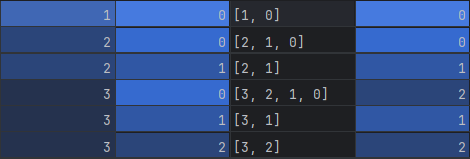 1 0 [1, 0] 0
2 0 [2, 1, 0] 0
2 1 [2, 1] 1
3 0 [3, 2, 1, 0] 2
3 1 [3, 1] 1
3 2 [3, 2] 2